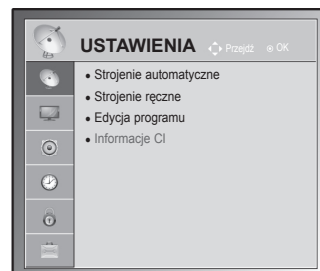 USTAWIENIA Przejdź OK
• Strojenie automatyczne
• Strojenie ręczne
• Edycja programu
• Informacje CI